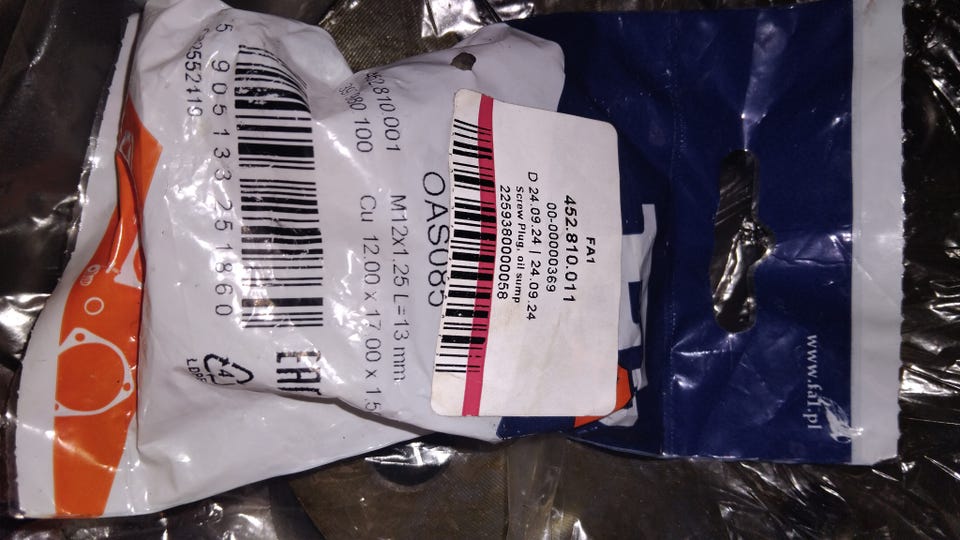 FA1
452.810.011
00-00000369
D 24.09.24 | 24.09.24
Screw Plug, oil sump
2259380000058
OAS085
M12x1.25 L=13 mm
Cu 12.00 x 17.00 x 1.5
452.810.001
100
EAC
5 905133 251860
4
www.fa1.pl